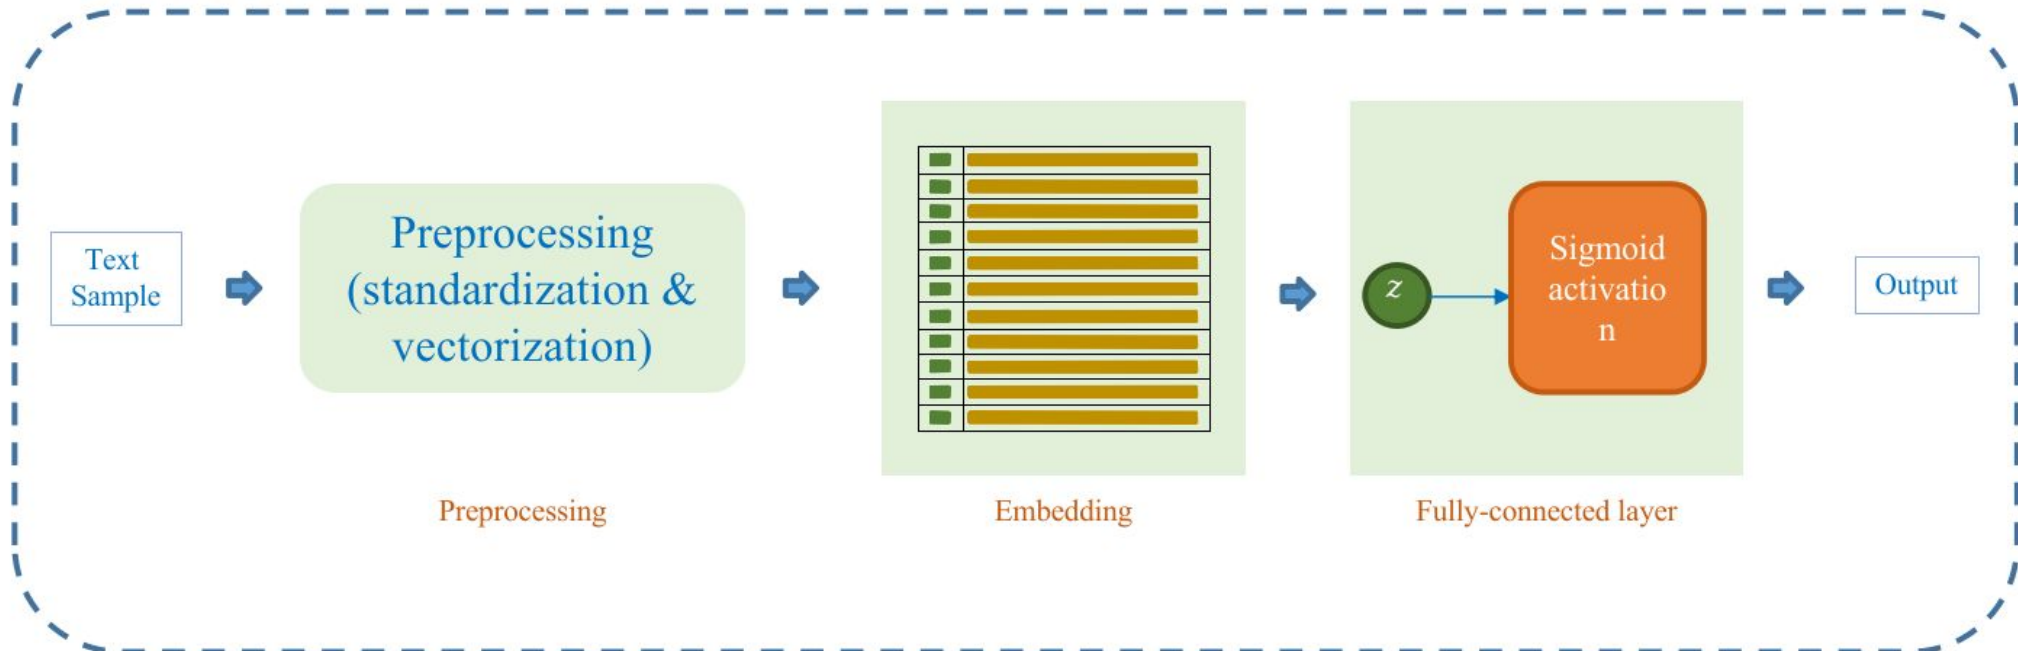 Text
Sample
Preprocessing
(standardization &
vectorization)
z
Sigmoid
activatio
n
Output
Preprocessing
Embedding
Fully-connected layer